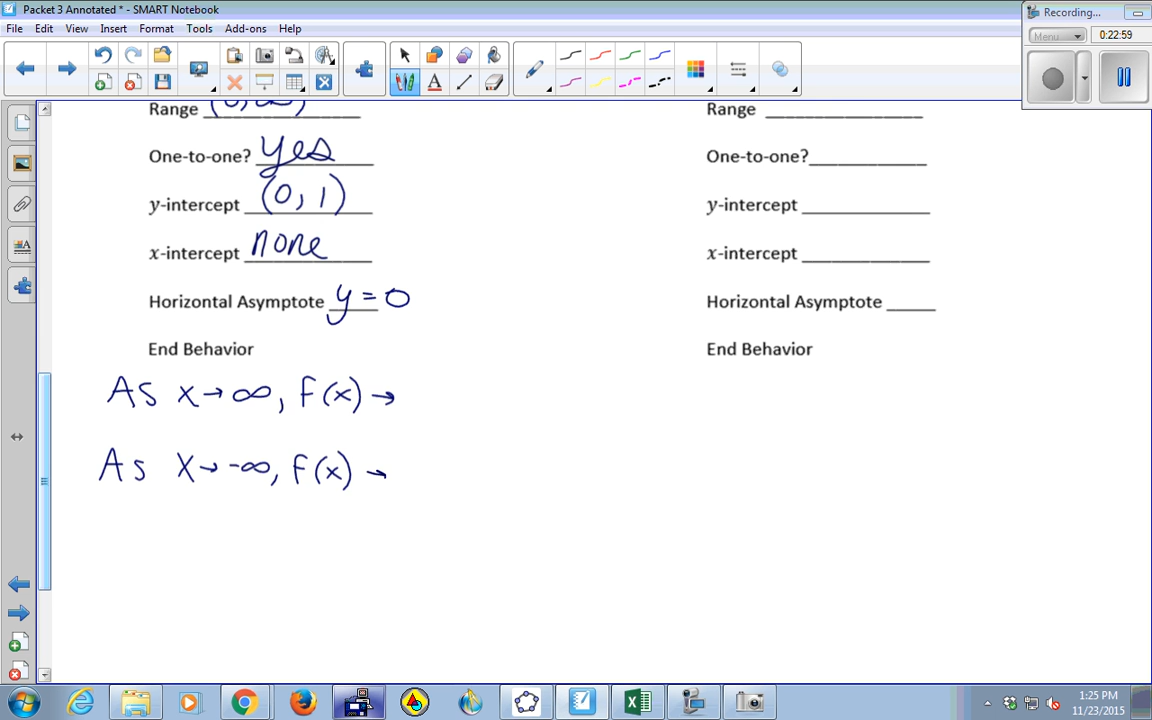 Packet 3 Annotated * - SMART Notebook
Recording...
File Edit View Insert Format Tools Add-ons Help
Menu
0:22:59
A
Range (0, ∞)
Range
One-to-one? yes
One-to-one?
y-intercept (0, 1)
y-intercept
x-intercept none
x-intercept
Horizontal Asymptote y = 0
Horizontal Asymptote
End Behavior
End Behavior
As x→∞, f(x) →
As x→-∞, f(x) →
1:25 PM
11/23/2015